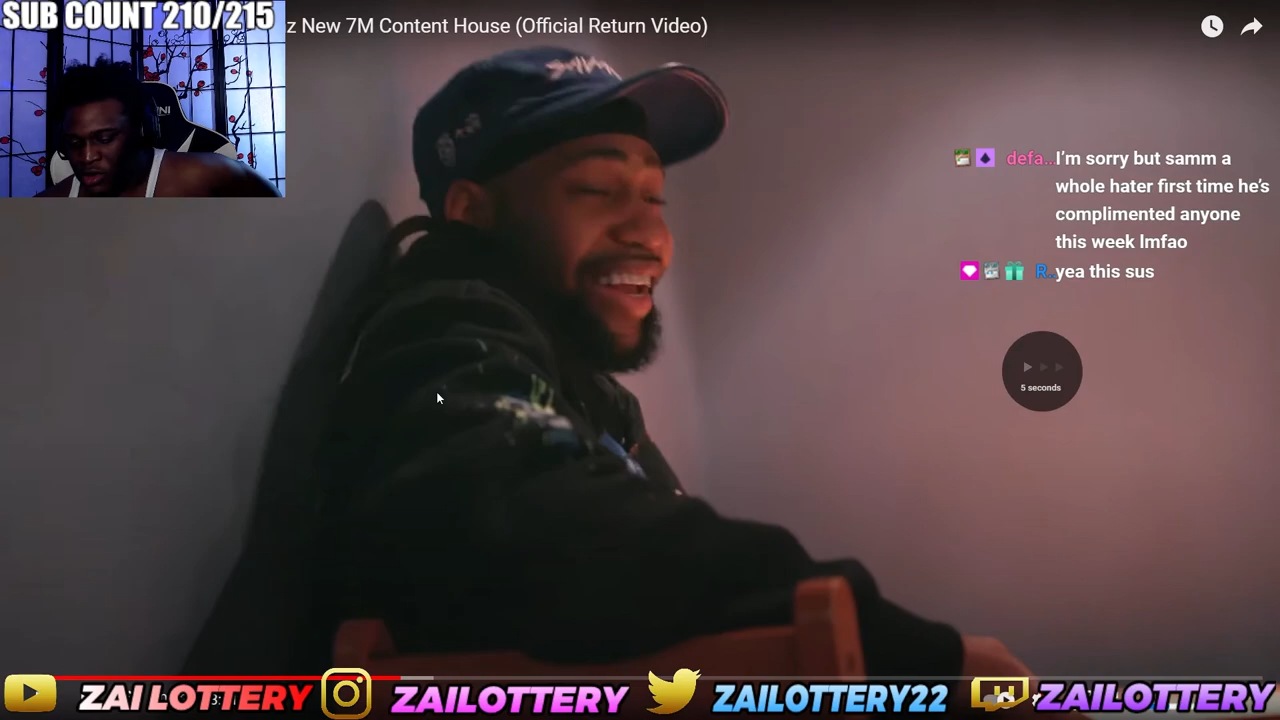 SUB COUNT 210/215
z New 7M Content House (Official Return Video)
defa... I'm sorry but samm a
whole hater first time he's
complimented anyone
this week lmfao
R... yea this sus
5 seconds
ZAI LOTTERY
ZAILOTTERY
ZAILOTTERY22
ZAILOTTERY